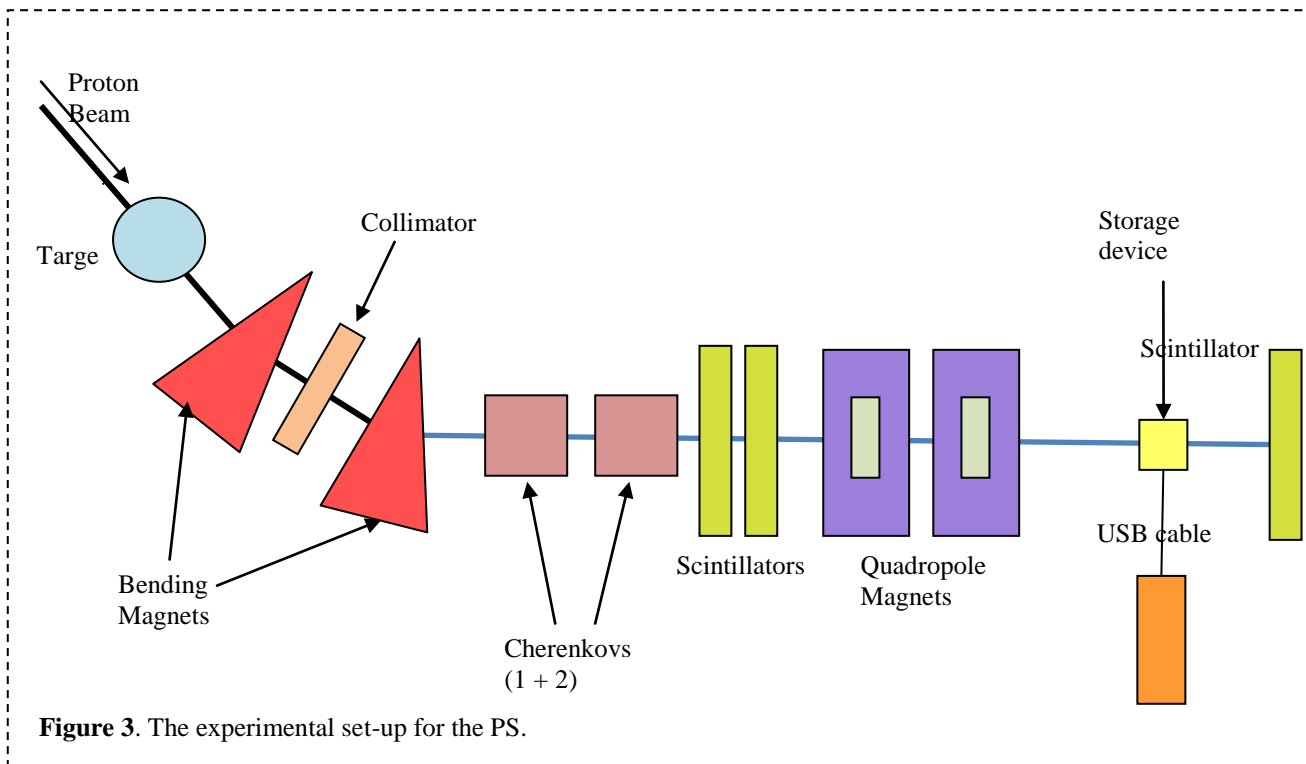 Proton
Beam
Targe
Collimator
Storage
device
Scintillator
USB cable
Scintillators
Quadropole
Magnets
Bending
Magnets
Cherenkovs
(1 + 2)
Figure 3. The experimental set-up for the PS.